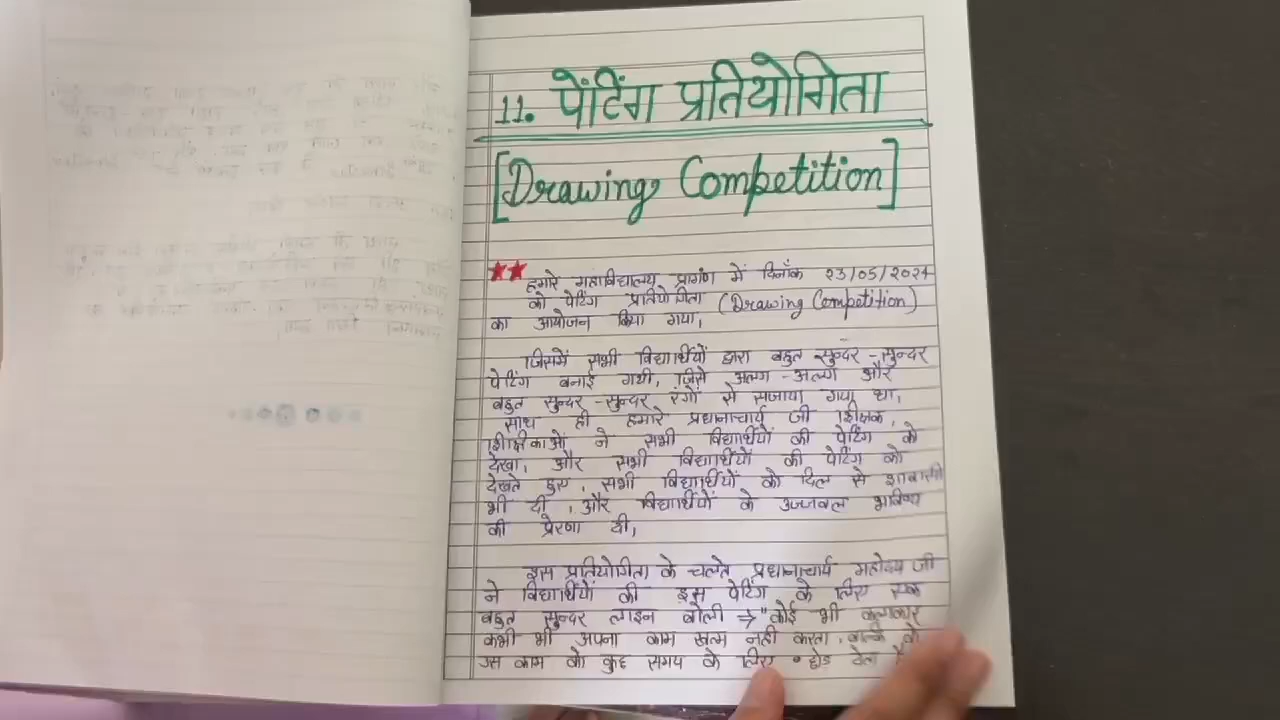 11. पेंटिंग प्रतियोगिता
[Drawing Competition]
हमारे महाविद्यालय प्रागंण में दिनाँक 23/05/2024
को पेटिंग प्रतियोगिता (Drawing Competition)
का आयोजन किया गया,
जिसमें सभी विद्यार्थियों द्वारा बहुत सुन्दर-सुन्दर
पेटिंग बनाई गयी, जिसे अलग-अलग और
बहुत सुन्दर-सुन्दर रंगों से सजाया गया था,
साथ ही हमारे प्रधानाचार्य जी शिक्षक,
शिक्षिकाओं ने सभी विद्यार्थियों की पेटिंग को
देखा, और सभी विद्यार्थियों की पेटिंग को
देखते हुए, सभी विद्यार्थियों को दिल से शाबासी
भी दी, और विद्यार्थियों के उज्जवल भविष्य
की प्रेरणा दी,
इस प्रतियोगिता के चलते प्रधानाचार्य महोदय जी
ने विद्यार्थियों की इस पेटिंग के लिए एक
बहुत सुन्दर लाइन बोली → "कोई भी कलाकार
कभी भी अपना काम खत्म नही करता, बल्कि वो
उस काम को कुछ समय के लिए छोड़ देता